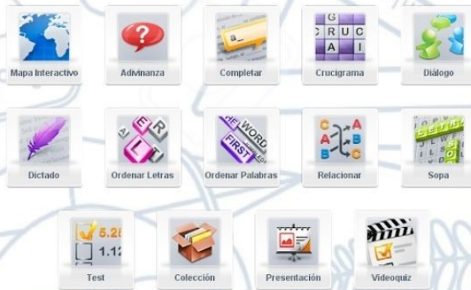 Mapa Interactivo
Adivinanza
Completar
Crucigrama
Diálogo
Dictado
Ordenar Letras
Ordenar Palabras
Relacionar
Sopa
Test
Colección
Presentación
Videoquiz